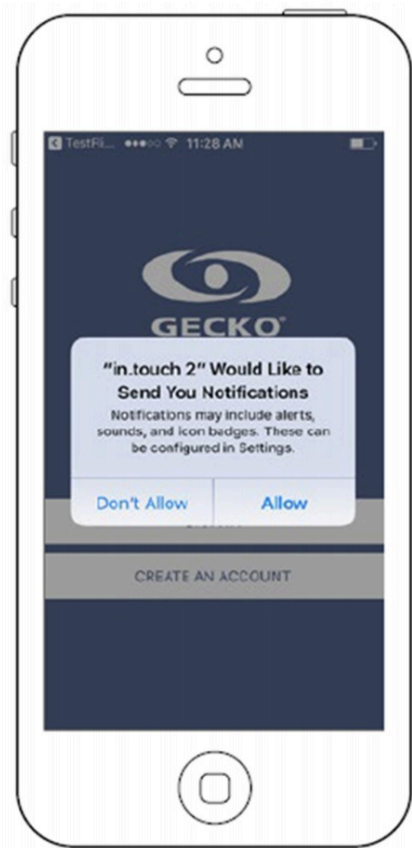 TestFli... 11:28 AM
GECKO®
"in.touch 2" Would Like to
Send You Notifications
Notifications may include alerts,
sounds, and icon badges. These can
be configured in Settings.
Don't Allow Allow
CREATE AN ACCOUNT